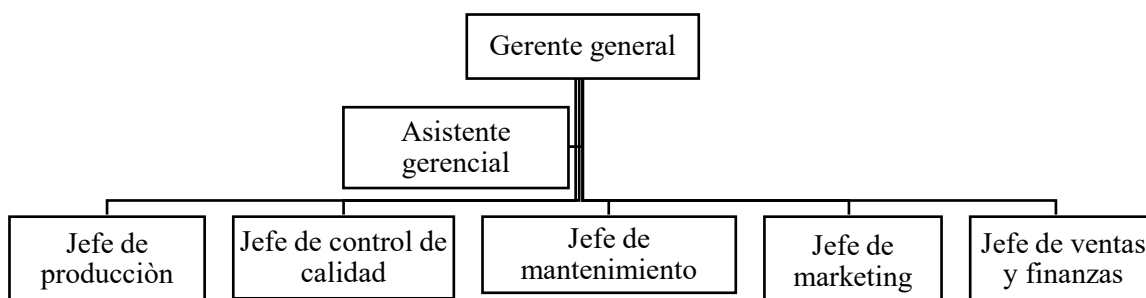 Gerente general
Asistente
gerencial
Jefe de
producciòn
Jefe de control de
calidad
Jefe de
mantenimiento
Jefe de
marketing
Jefe de ventas
y finanzas